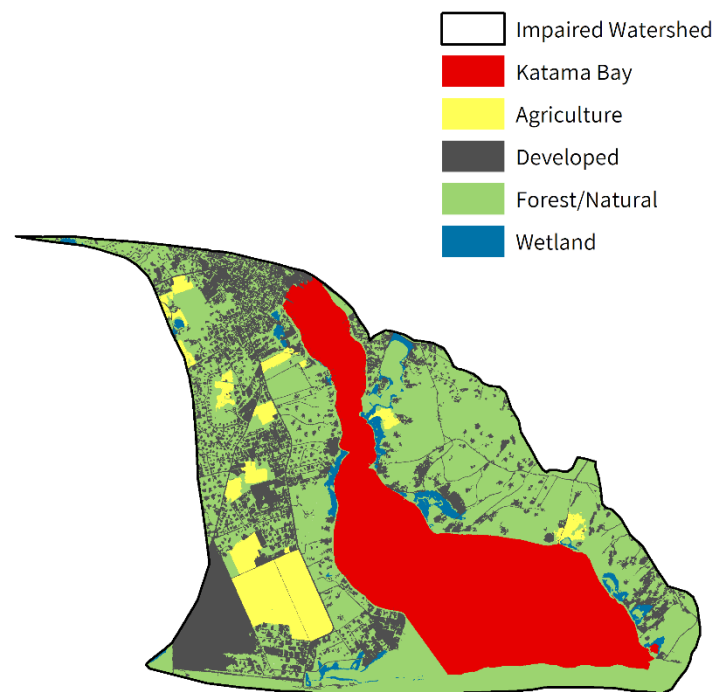 Impaired Watershed
Katama Bay
Agriculture
Developed
Forest/Natural
Wetland